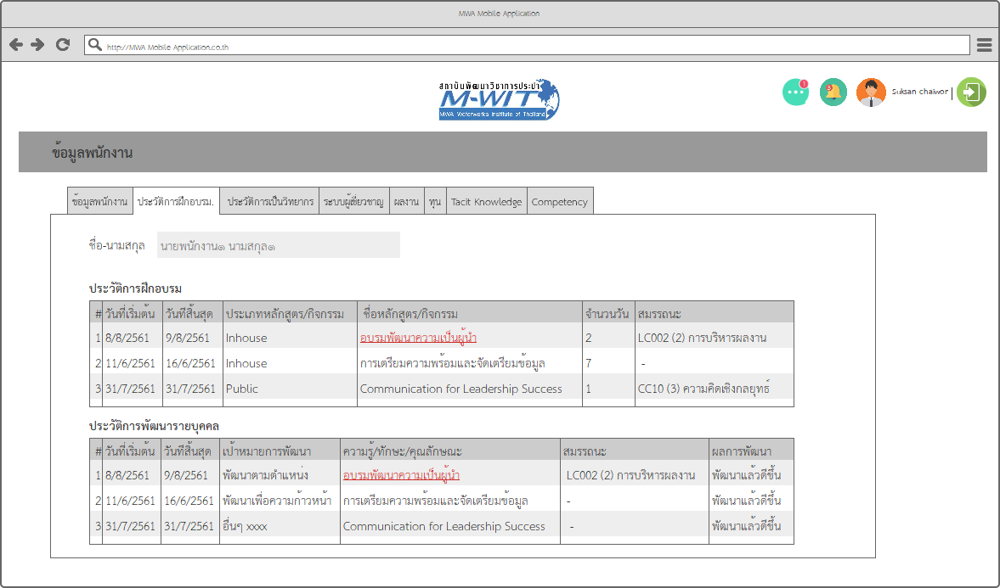 MWA Mobile Application
http://MWA Mobile Application.co.th
สถาบันพัฒนาวิชาการประปา
M-WIT
MWA Waterworks Institute of Thailand
1
3
Suksan chaiwon |
ข้อมูลพนักงาน
ข้อมูลพนักงาน ประวัติการฝึกอบรม. ประวัติการเป็นวิทยากร ระบบผู้เชี่ยวชาญ ผลงาน ทุน Tacit Knowledge Competency
ชื่อ-นามสกุล นายพนักงาน๑ นามสกุล๑
ประวัติการฝึกอบรม
# วันที่เริ่มต้น วันที่สิ้นสุด ประเภทหลักสูตร/กิจกรรม ชื่อหลักสูตร/กิจกรรม จำนวนวัน สมรรถนะ
1 8/8/2561 9/8/2561 Inhouse อบรมพัฒนาความเป็นผู้นำ 2 LC002 (2) การบริหารผลงาน
2 11/6/2561 16/6/2561 Inhouse การเตรียมความพร้อมและจัดเตรียมข้อมูล 7 -
3 31/7/2561 31/7/2561 Public Communication for Leadership Success 1 CC10 (3) ความคิดเชิงกลยุทธ์
ประวัติการพัฒนารายบุคคล
# วันที่เริ่มต้น วันที่สิ้นสุด เป้าหมายการพัฒนา ความรู้/ทักษะ/คุณลักษณะ สมรรถนะ ผลการพัฒนา
1 8/8/2561 9/8/2561 พัฒนาตามตำแหน่ง อบรมพัฒนาความเป็นผู้นำ LC002 (2) การบริหารผลงาน พัฒนาแล้วดีขึ้น
2 11/6/2561 16/6/2561 พัฒนาเพื่อความก้าวหน้า การเตรียมความพร้อมและจัดเตรียมข้อมูล - พัฒนาแล้วดีขึ้น
3 31/7/2561 31/7/2561 อื่นๆ xxxx Communication for Leadership Success - พัฒนาแล้วดีขึ้น